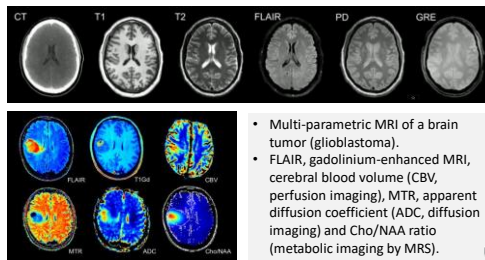 CT T1 T2 FLAIR PD GRE
FLAIR T1Gd CBV
MTR ADC Cho/NAA
• Multi-parametric MRI of a brain
tumor (glioblastoma).
• FLAIR, gadolinium-enhanced MRI,
cerebral blood volume (CBV,
perfusion imaging), MTR, apparent
diffusion coefficient (ADC, diffusion
imaging) and Cho/NAA ratio
(metabolic imaging by MRS).